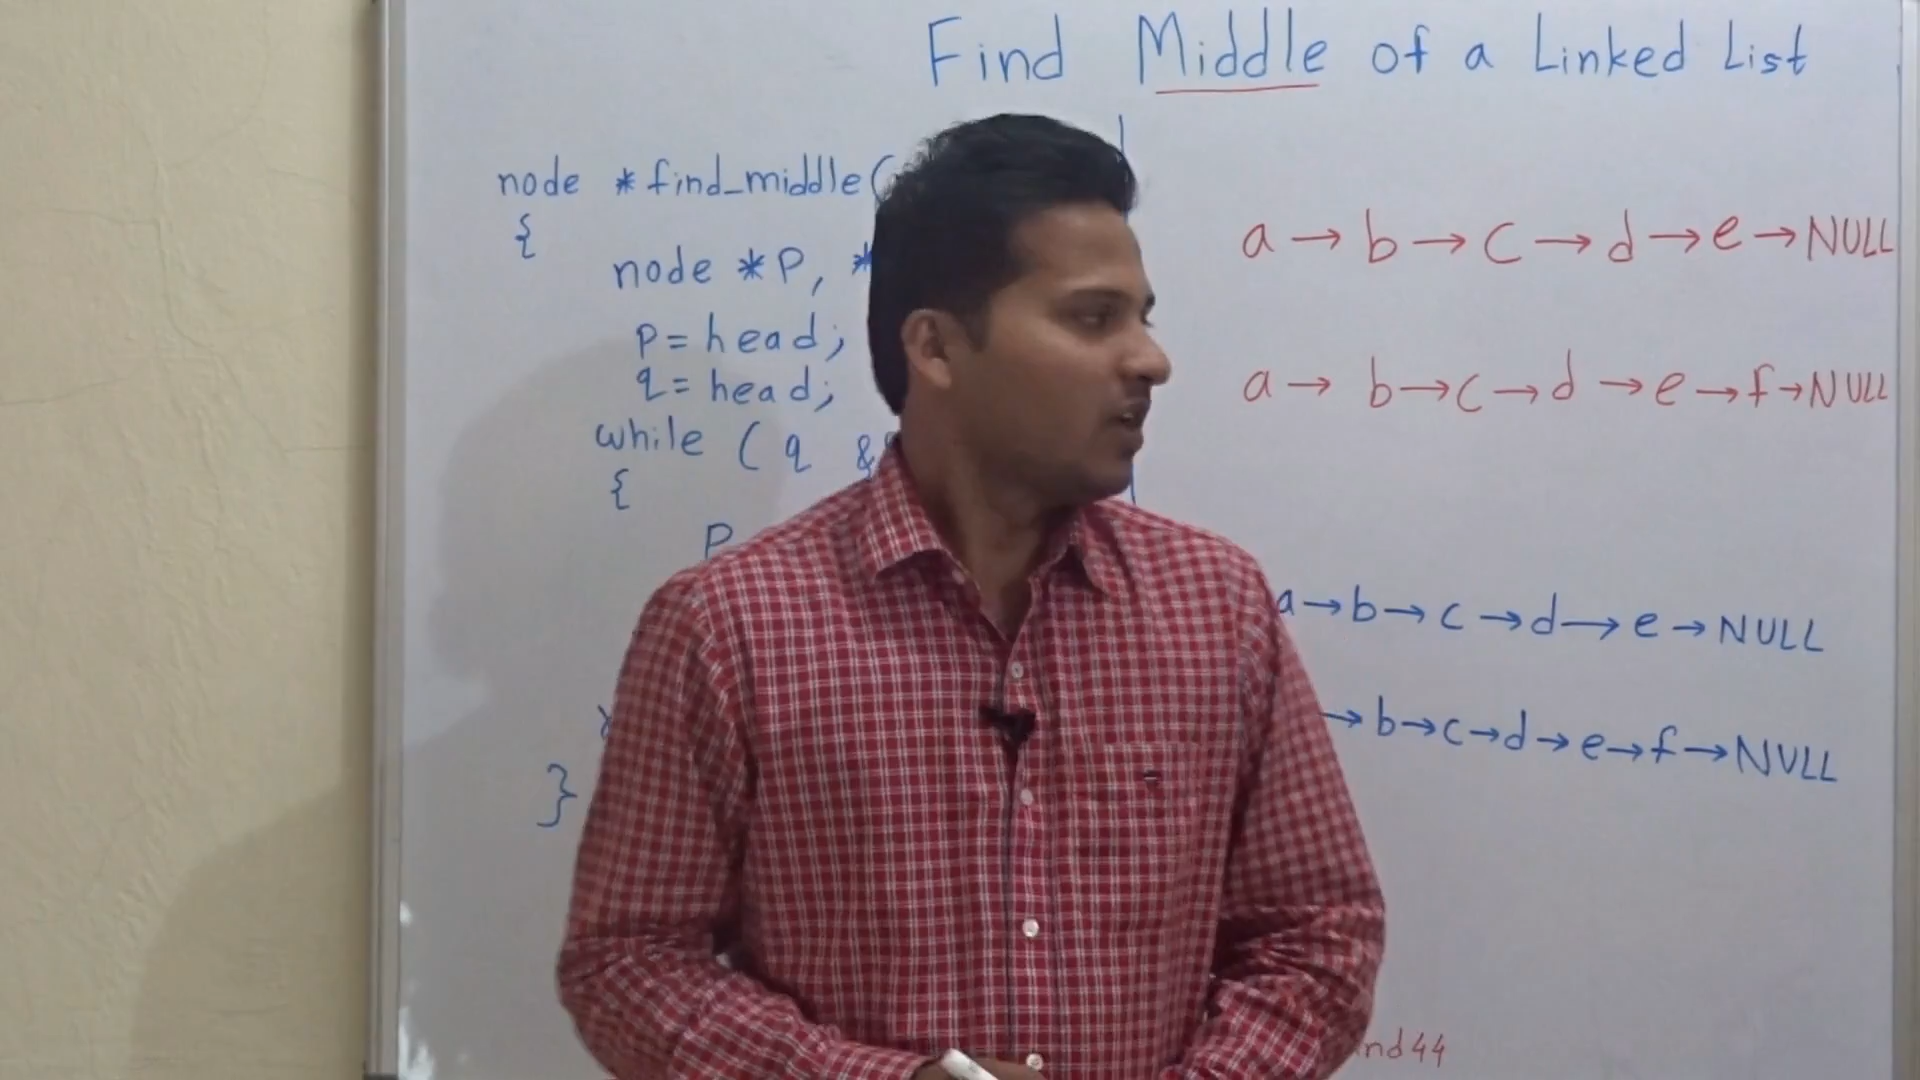 Find Middle of a Linked List
node *find_middle(
{
node *P, *
P = head;
q = head;
while ( q &
{
P
}
a → b → c → d → e → NULL
a → b → c → d → e → f → NULL
a → b → c → d → e → NULL
→ b → c → d → e → f → NULL